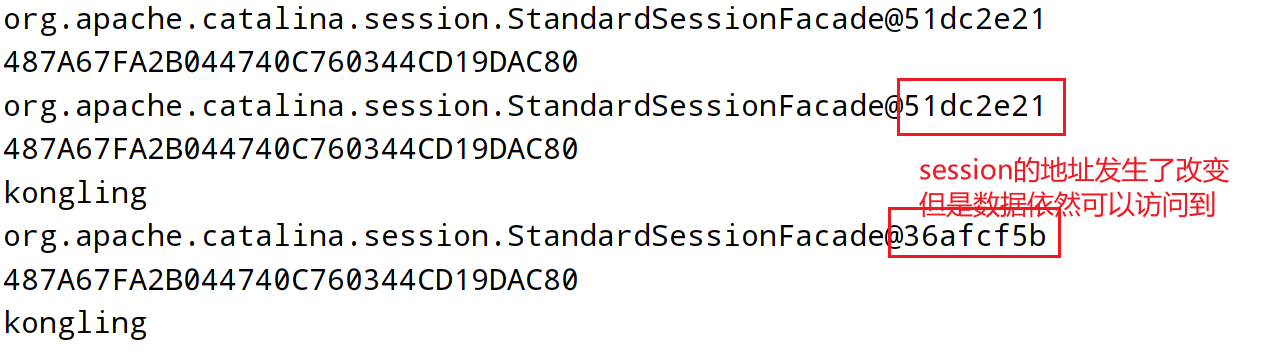 org.apache.catalina.session.StandardSessionFacade@51dc2e21
487A67FA2B044740C760344CD19DAC80
org.apache.catalina.session.StandardSessionFacade@51dc2e21
487A67FA2B044740C760344CD19DAC80
session的地址发生了改变
kongling
但是数据依然可以访问到
org.apache.catalina.session.StandardSessionFacade@36afcf5b
487A67FA2B044740C760344CD19DAC80
kongling